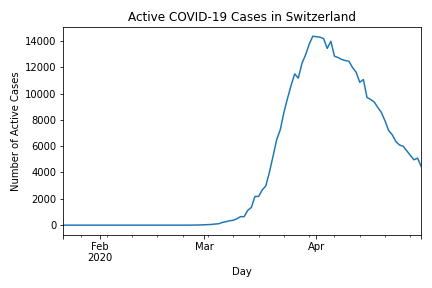 Active COVID-19 Cases in Switzerland
Number of Active Cases
14000
12000
10000
8000
6000
4000
2000
0
Feb
2020
Mar
Apr
Day